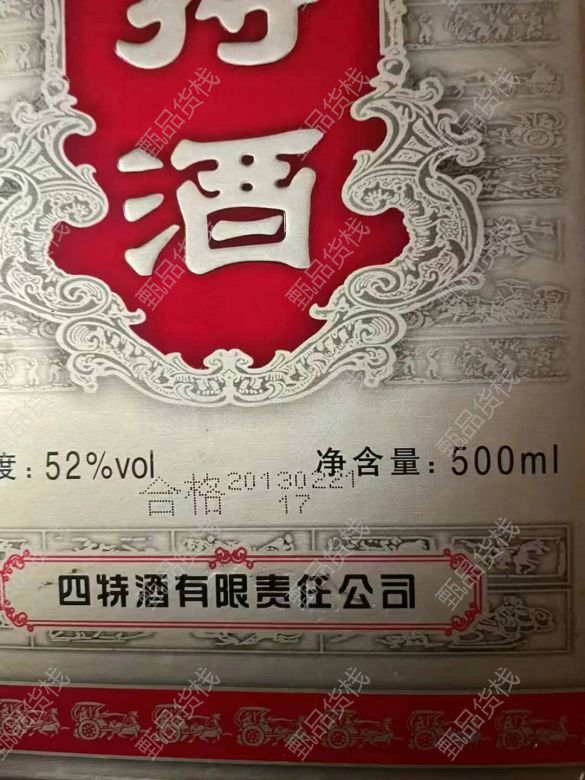 特
酒
度: 52%vol
净含量: 500ml
合格 20130221
17
四特酒有限责任公司
甄品货栈